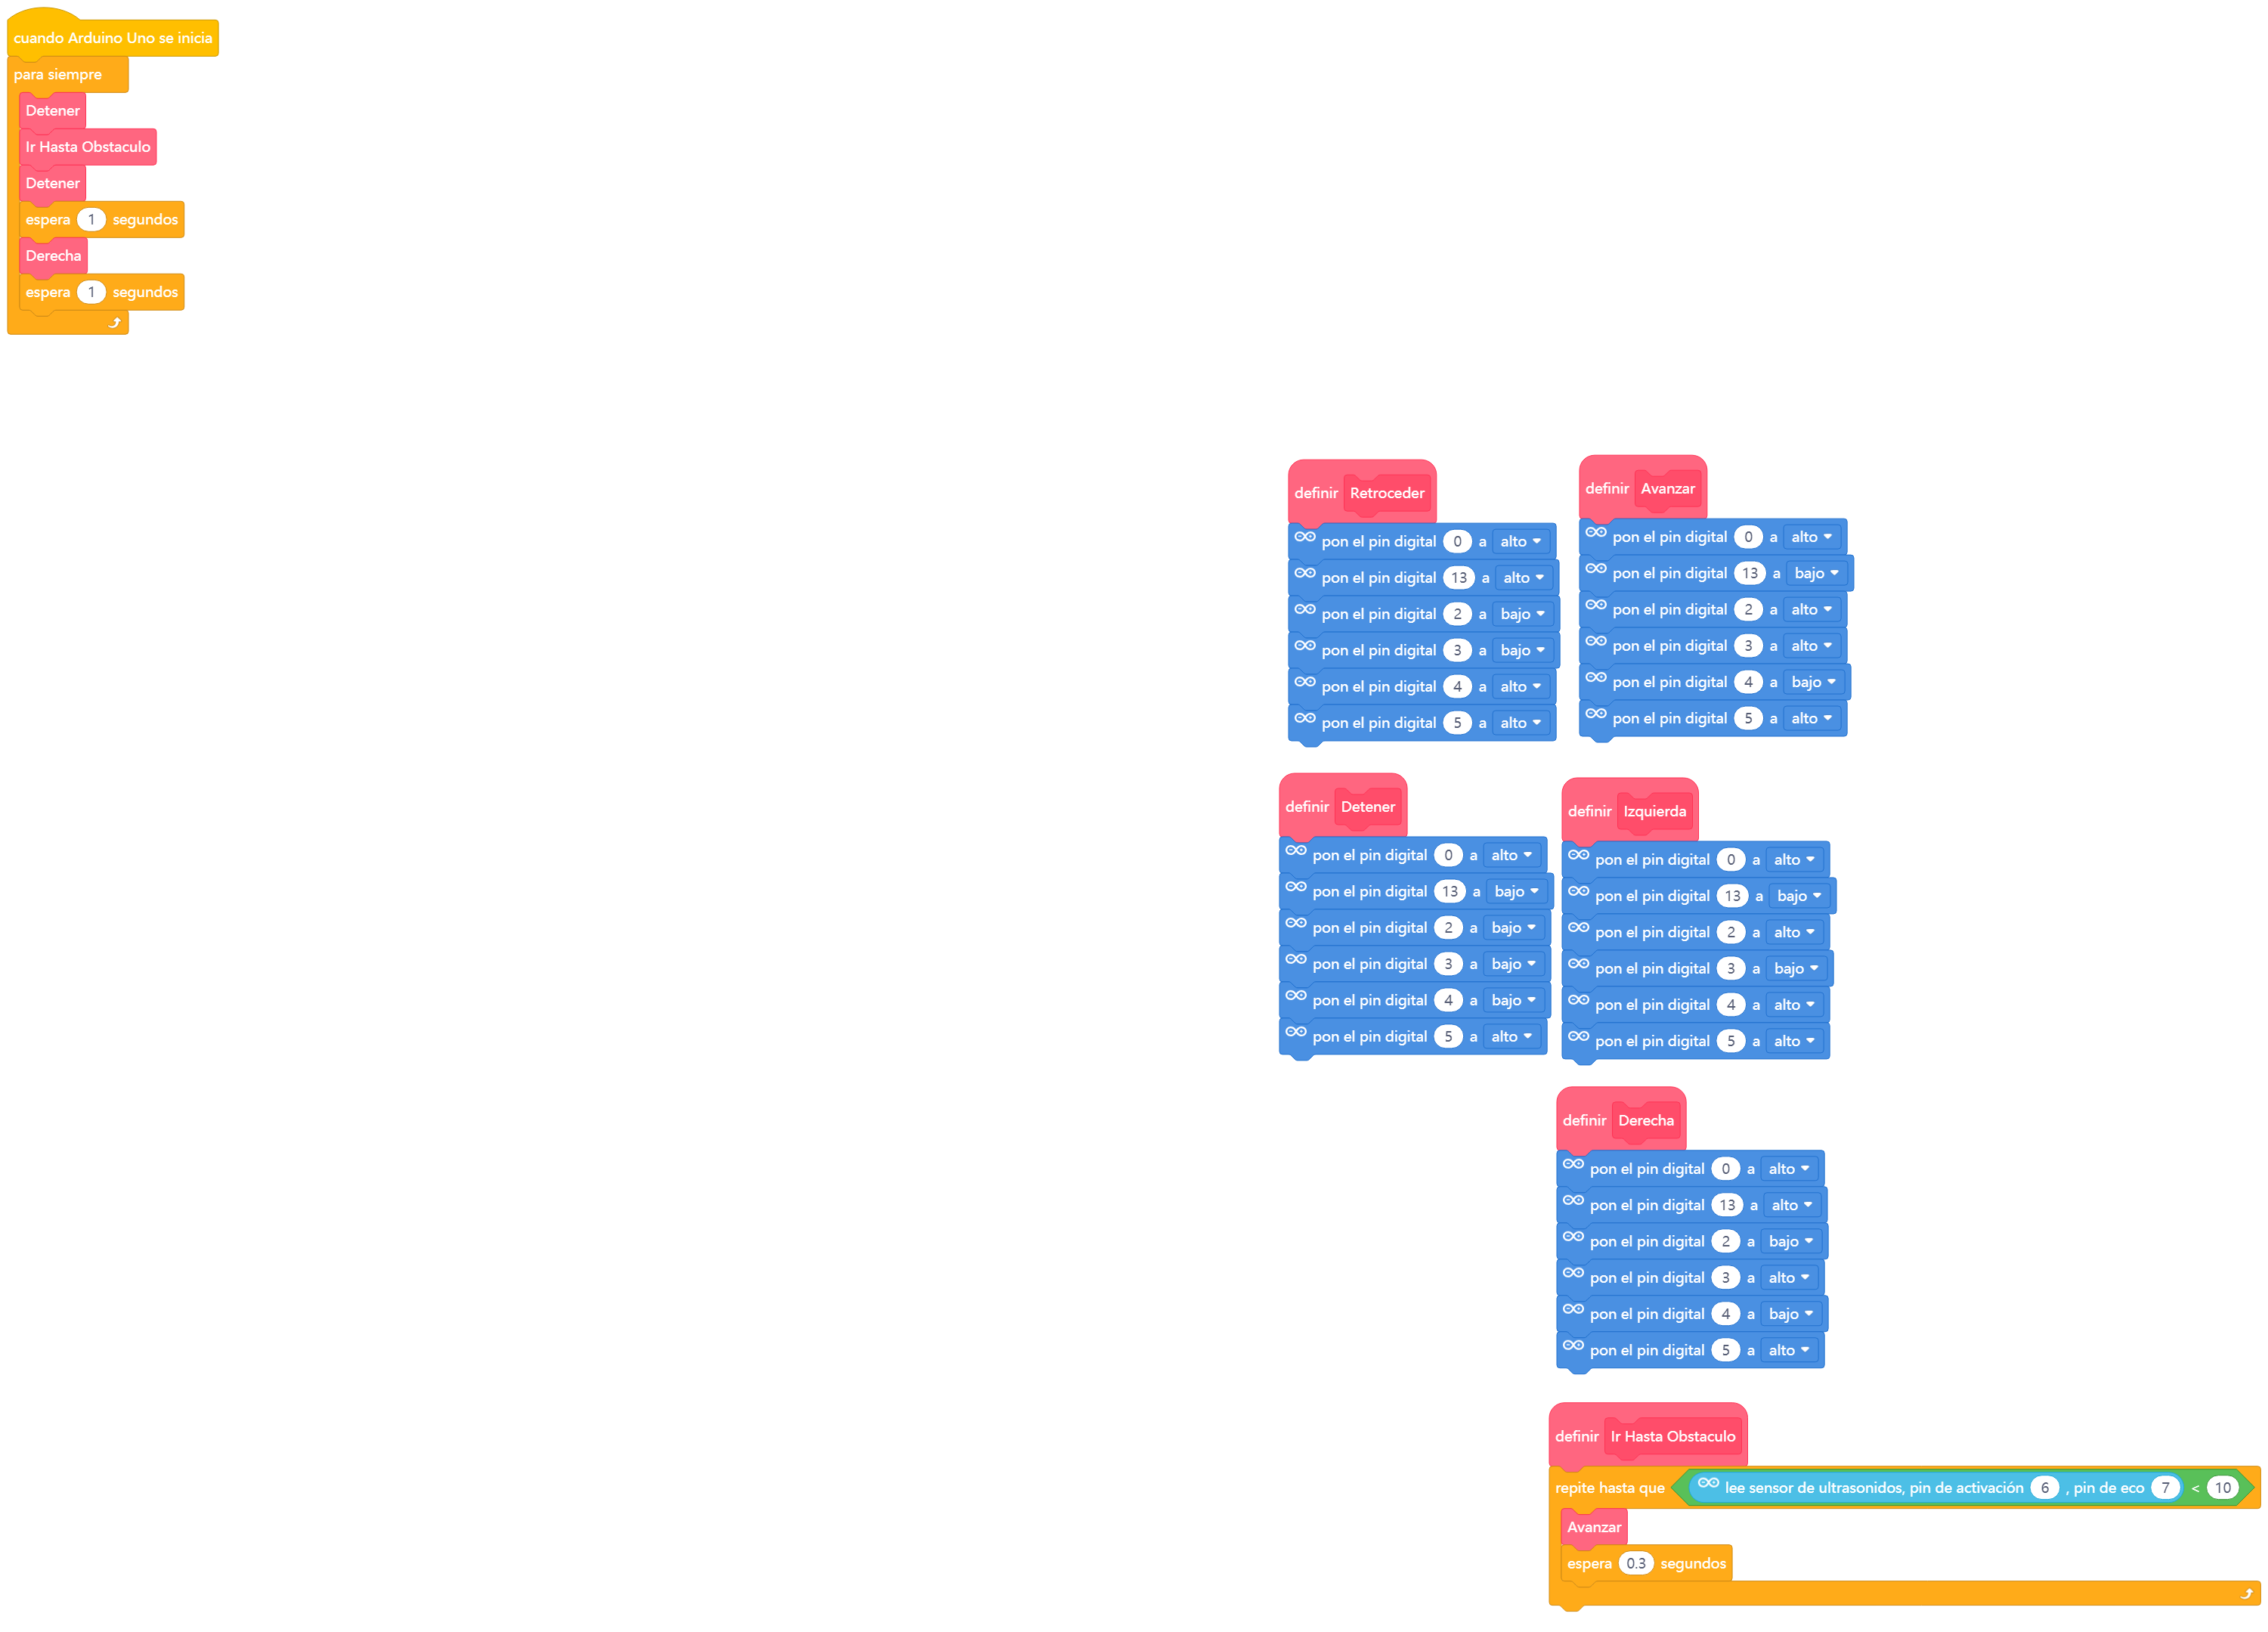 cuando Arduino Uno se inicia
para siempre
Detener
Ir Hasta Obstaculo
Detener
espera 1 segundos
Derecha
espera 1 segundos
definir Retroceder
pon el pin digital 0 a alto
pon el pin digital 13 a alto
pon el pin digital 2 a bajo
pon el pin digital 3 a bajo
pon el pin digital 4 a alto
pon el pin digital 5 a alto
definir Avanzar
pon el pin digital 0 a alto
pon el pin digital 13 a bajo
pon el pin digital 2 a alto
pon el pin digital 3 a alto
pon el pin digital 4 a bajo
pon el pin digital 5 a alto
definir Detener
pon el pin digital 0 a alto
pon el pin digital 13 a bajo
pon el pin digital 2 a bajo
pon el pin digital 3 a bajo
pon el pin digital 4 a bajo
pon el pin digital 5 a alto
definir Izquierda
pon el pin digital 0 a alto
pon el pin digital 13 a bajo
pon el pin digital 2 a alto
pon el pin digital 3 a bajo
pon el pin digital 4 a alto
pon el pin digital 5 a alto
definir Derecha
pon el pin digital 0 a alto
pon el pin digital 13 a alto
pon el pin digital 2 a bajo
pon el pin digital 3 a alto
pon el pin digital 4 a bajo
pon el pin digital 5 a alto
definir Ir Hasta Obstaculo
repite hasta que lee sensor de ultrasonidos, pin de activación 6 , pin de eco 7 < 10
Avanzar
espera 0.3 segundos